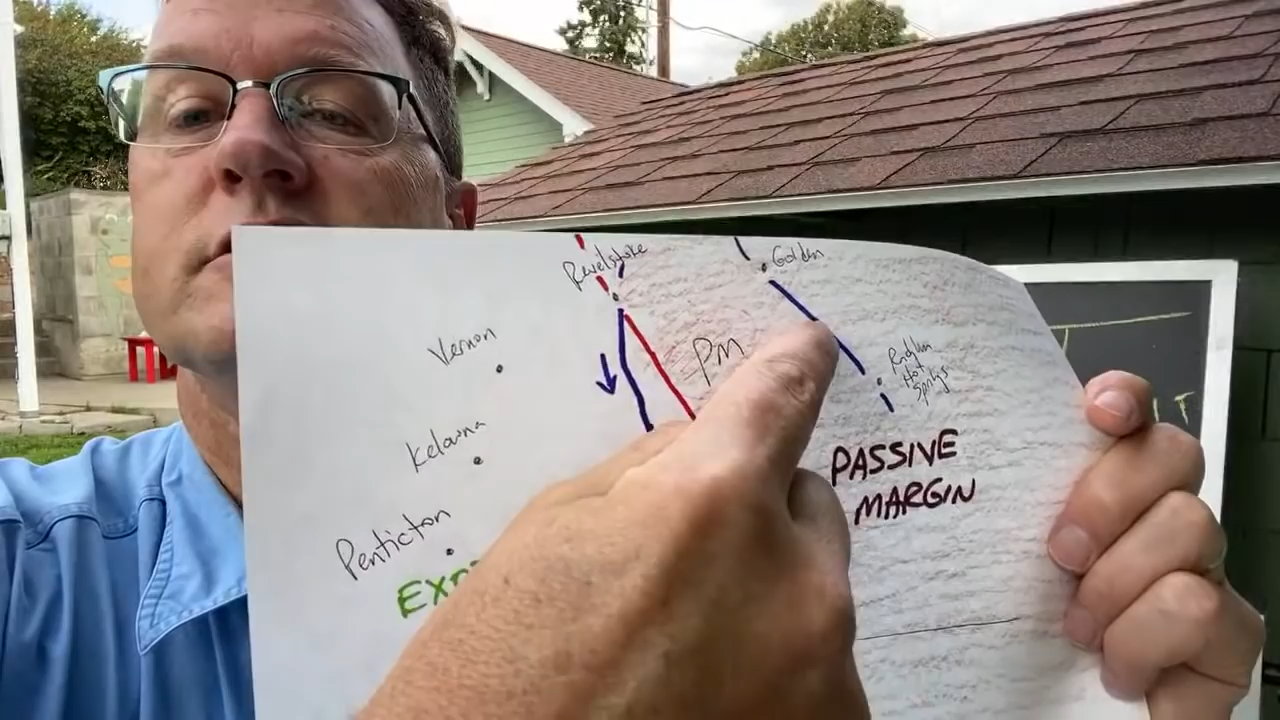 Revelstoke
Golden
Vernon
PM
Radium
Hot
Springs
Kelowna
PASSIVE
MARGIN
Penticton